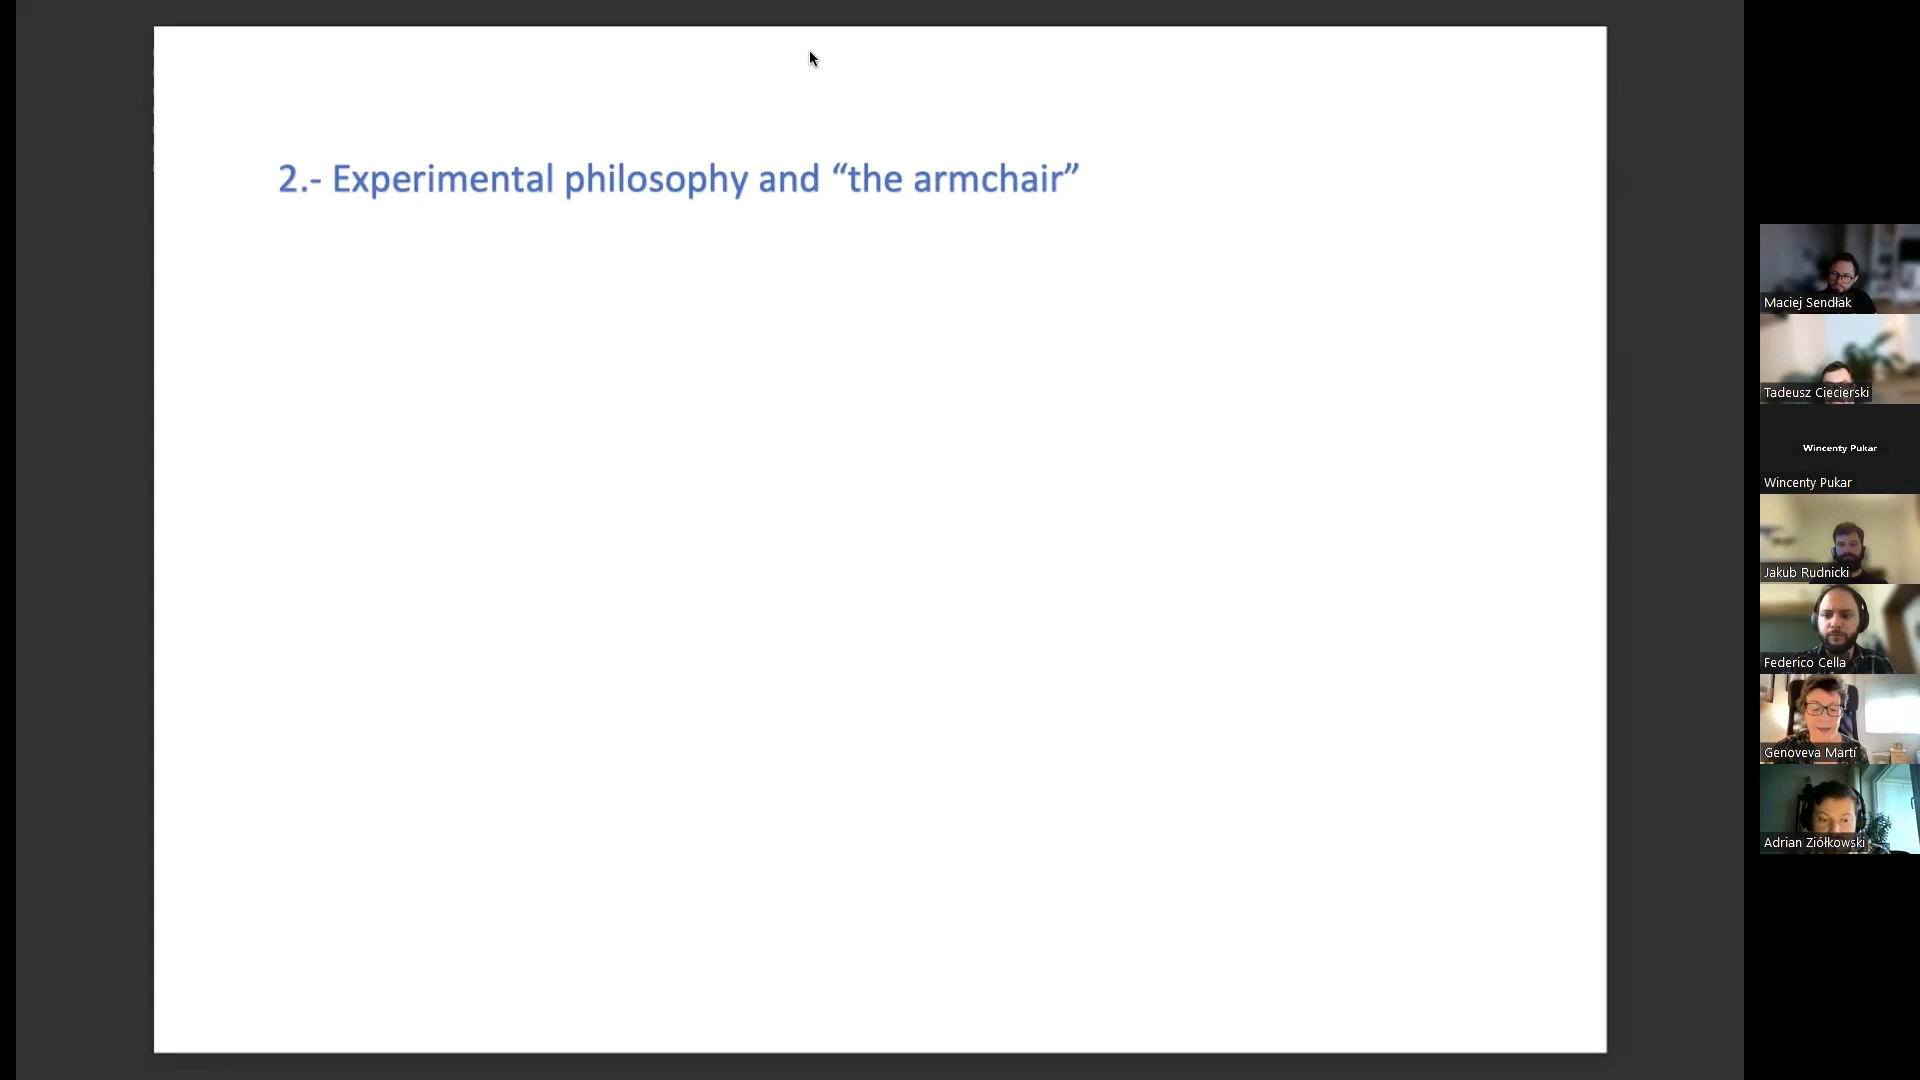 2.- Experimental philosophy and “the armchair”
Maciej Sendłak
Tadeusz Ciecierski
Wincenty Pukar
Wincenty Pukar
Jakub Rudnicki
Federico Cella
Genoveva Martí
Adrian Ziółkowski